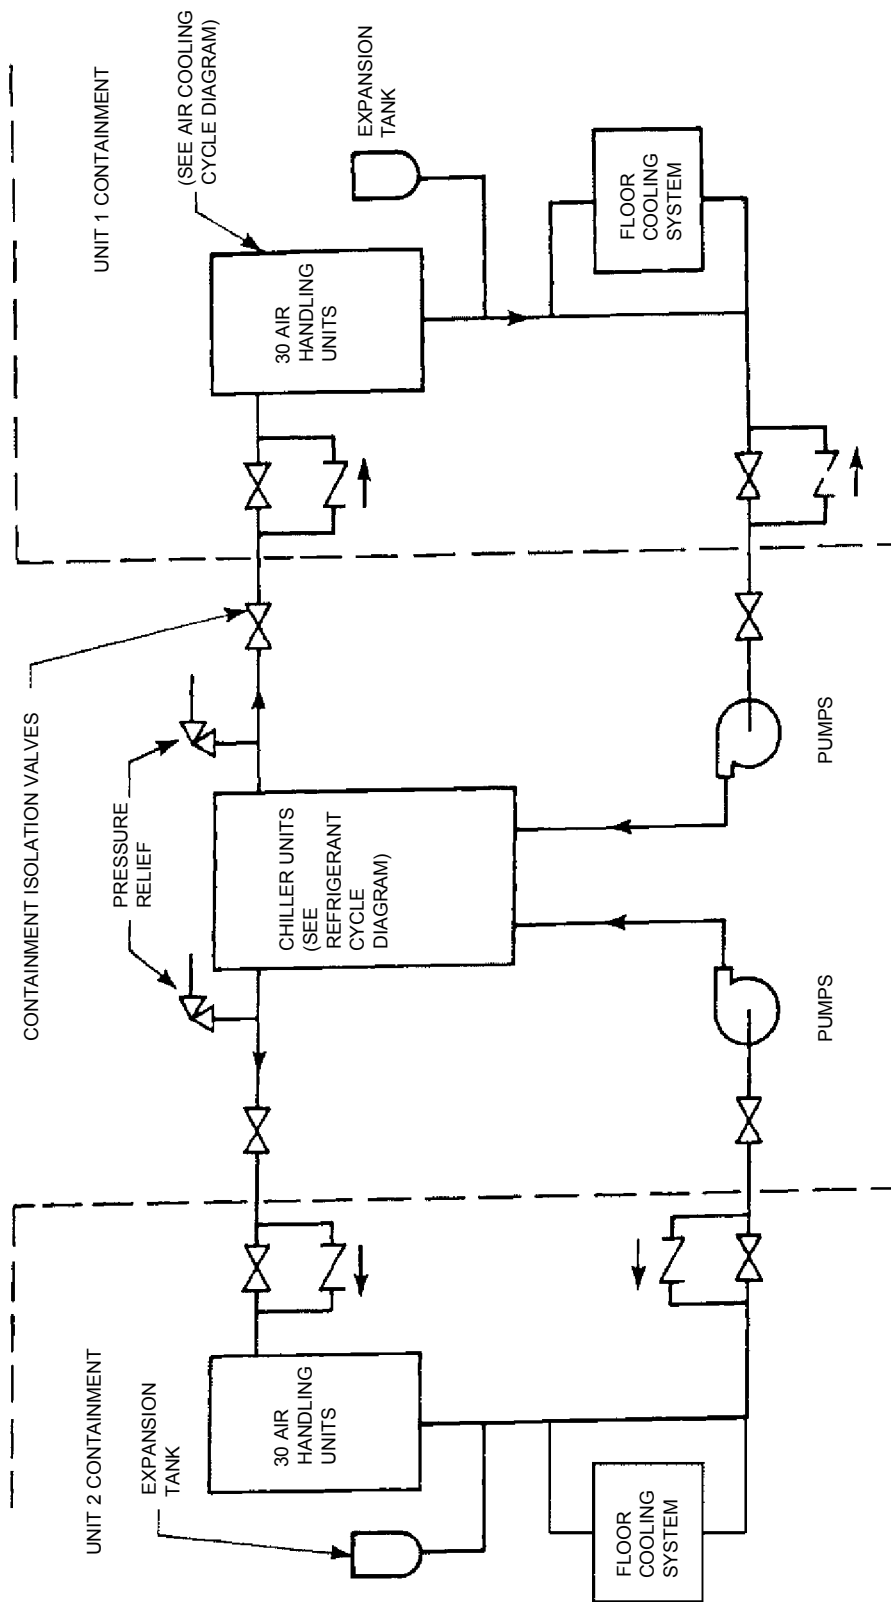 UNIT 2 CONTAINMENT
EXPANSION
TANK
30 AIR
HANDLING
UNITS
FLOOR
COOLING
SYSTEM
CONTAINMENT ISOLATION VALVES
PRESSURE
RELIEF
CHILLER UNITS
(SEE
REFRIGERANT
CYCLE
DIAGRAM)
PUMPS
PUMPS
UNIT 1 CONTAINMENT
(SEE AIR COOLING
CYCLE DIAGRAM)
30 AIR
HANDLING
UNITS
EXPANSION
TANK
FLOOR
COOLING
SYSTEM